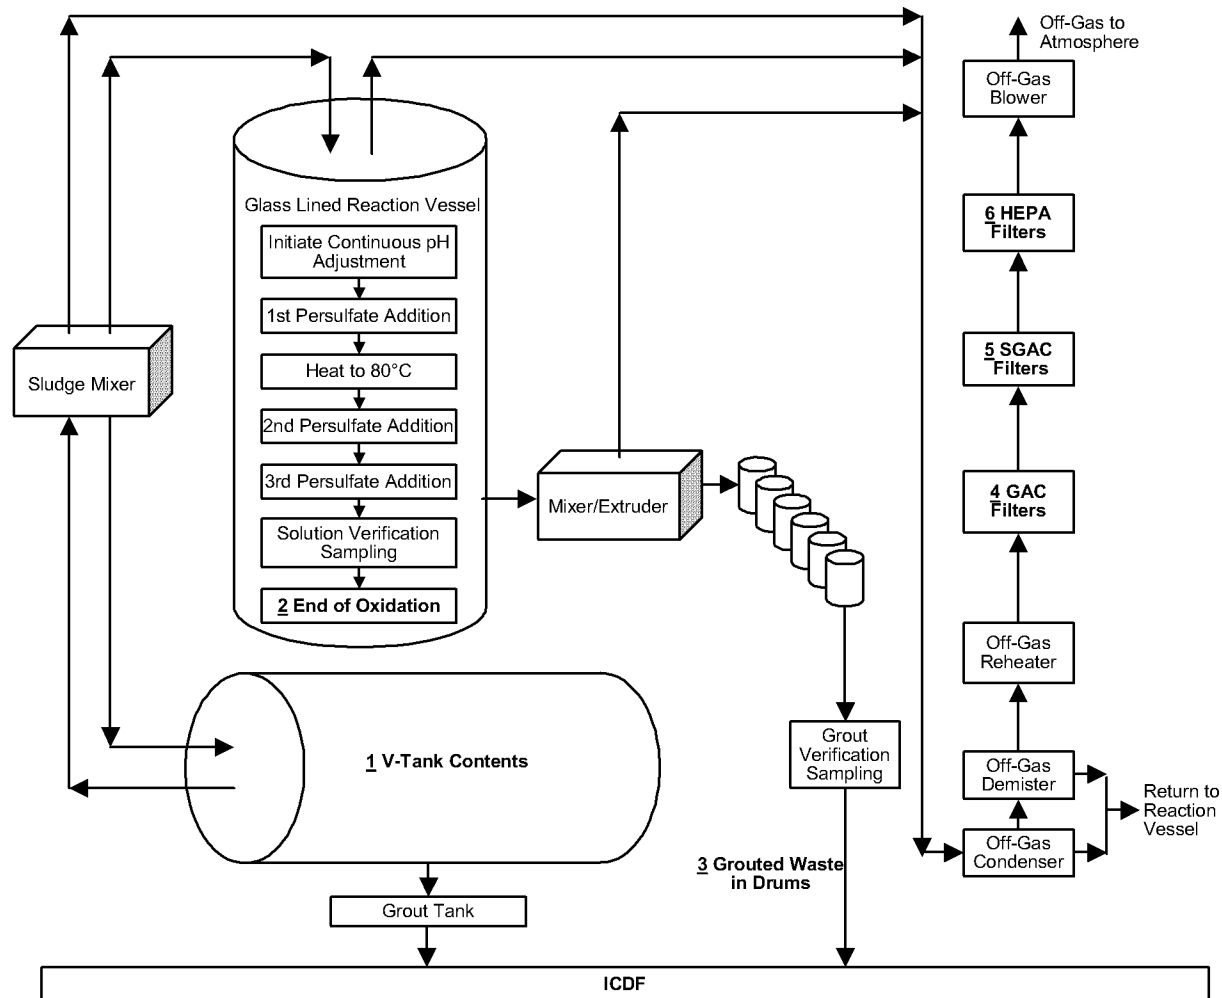 Off-Gas to
Atmosphere
Off-Gas
Blower
6 HEPA
Filters
5 SGAC
Filters
4 GAC
Filters
Off-Gas
Reheater
Off-Gas
Demister
Off-Gas
Condenser
Return to
Reaction
Vessel
Glass Lined Reaction Vessel
Initiate Continuous pH
Adjustment
1st Persulfate Addition
Heat to 80°C
2nd Persulfate Addition
3rd Persulfate Addition
Solution Verification
Sampling
2 End of Oxidation
Sludge Mixer
Mixer/Extruder
1 V-Tank Contents
Grout
Verification
Sampling
3 Grouted Waste
in Drums
Grout Tank
ICDF